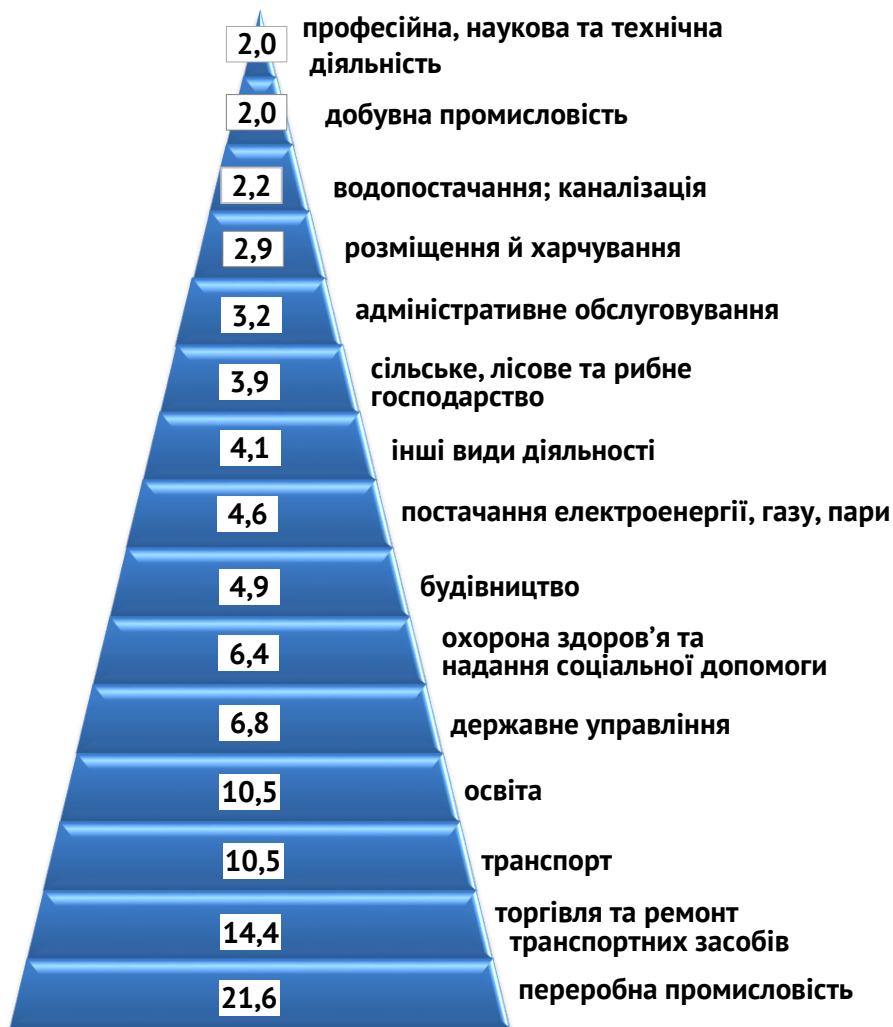 2,0 професійна, наукова та технічна
діяльність
2,0 добувна промисловість
2,2 водопостачання; каналізація
2,9 розміщення й харчування
3,2 адміністративне обслуговування
3,9 сільське, лісове та рибне
господарство
4,1 інші види діяльності
4,6 постачання електроенергії, газу, пари
4,9 будівництво
6,4 охорона здоров’я та
надання соціальної допомоги
6,8 державне управління
10,5 освіта
10,5 транспорт
14,4 торгівля та ремонт
транспортних засобів
21,6 переробна промисловість